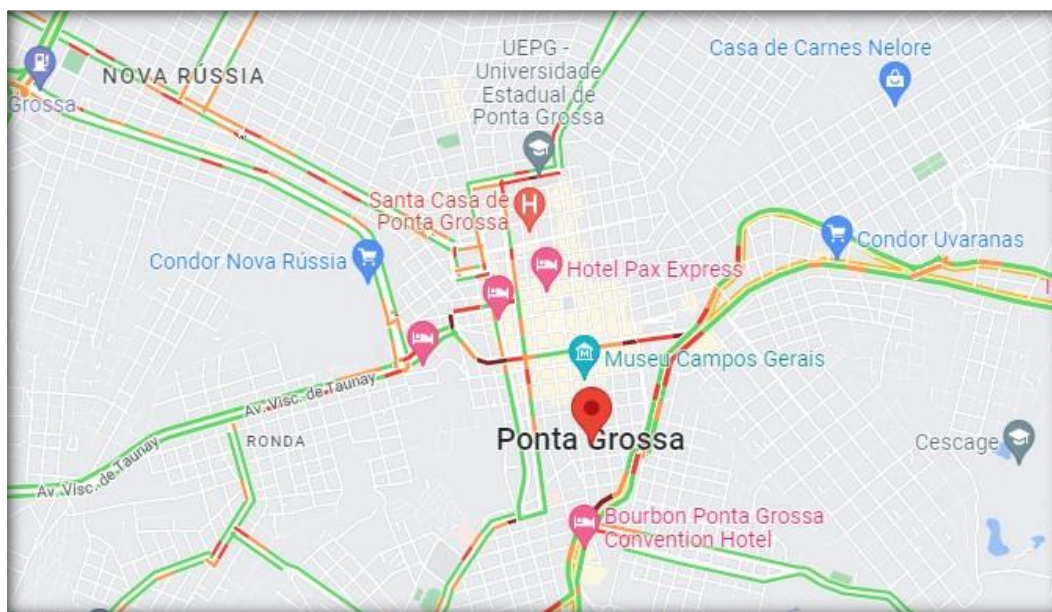 UEPG -
Universidade
Estadual de
Ponta Grossa
Casa de Carnes Nelore
NOVA RÚSSIA
Grossa
Santa Casa de
Ponta Grossa
H
Condor Nova Rússia
Hotel Pax Express
Condor Uvaranas
Museu Campos Gerais
M
Av. Visc. de Taunay
RONDA
Ponta Grossa
Cescage
Av. Visc. de Taunay
Bourbon Ponta Grossa
Convention Hotel